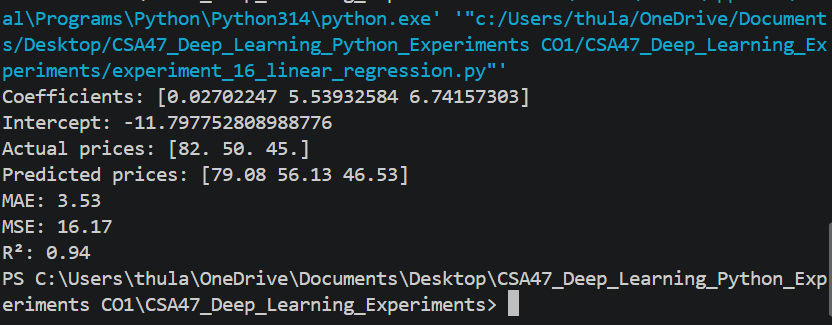 al\Programs\Python\Python314\python.exe' '"c:/Users/thula/OneDrive/Document
s/Desktop/CSA47_Deep_Learning_Python_Experiments CO1/CSA47_Deep_Learning_Ex
periments/experiment_16_linear_regression.py"'
Coefficients: [0.02702247 5.53932584 6.74157303]
Intercept: -11.797752808988776
Actual prices: [82. 50. 45.]
Predicted prices: [79.08 56.13 46.53]
MAE: 3.53
MSE: 16.17
R²: 0.94
PS C:\Users\thula\OneDrive\Documents\Desktop\CSA47_Deep_Learning_Python_Exp
eriments CO1\CSA47_Deep_Learning_Experiments>